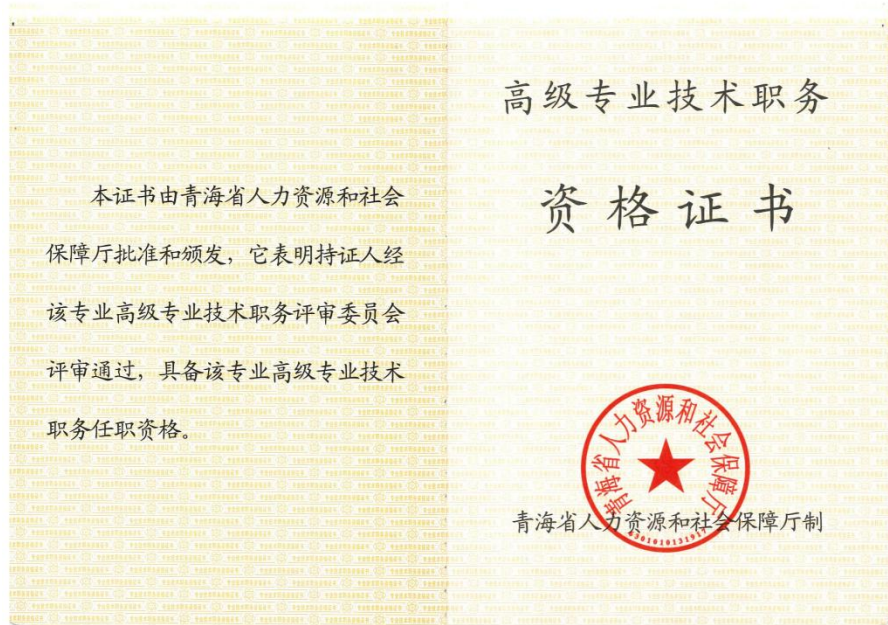 本证书由青海省人力资源和社会
保障厅批准和颁发，它表明持证人经
该专业高级专业技术职务评审委员会
评审通过，具备该专业高级专业技术
职务任职资格。
高级专业技术职务
资格证书
青海省人力资源和社会保障厅
青海省人力资源和社会保障厅制